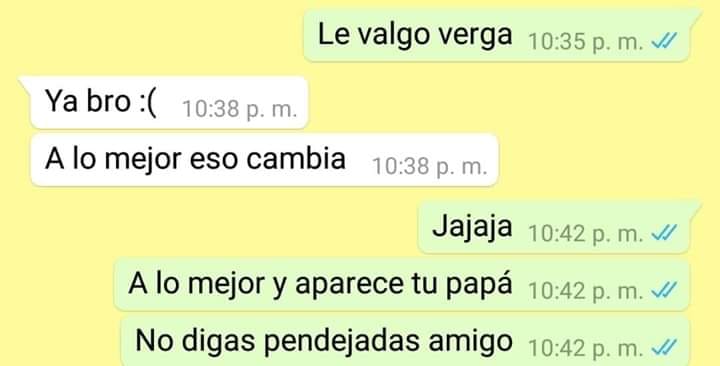 Le valgo verga 10:35 p. m.
Ya bro :( 10:38 p. m.
A lo mejor eso cambia 10:38 p. m.
Jajaja 10:42 p. m.
A lo mejor y aparece tu papá 10:42 p. m.
No digas pendejadas amigo 10:42 p. m.